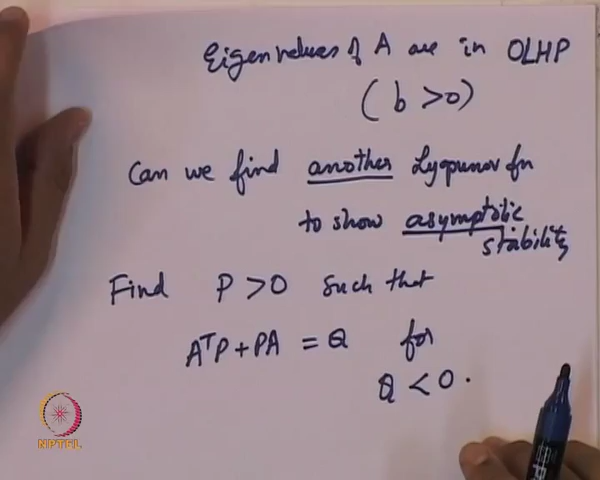 Eigenvalues of A are in OLHP
(b >0)
Can we find another Lyapunov fn
to show asymptotic
stability
Find P > 0 such that
AᵀP + PA = Q for
Q < 0.
NPTEL